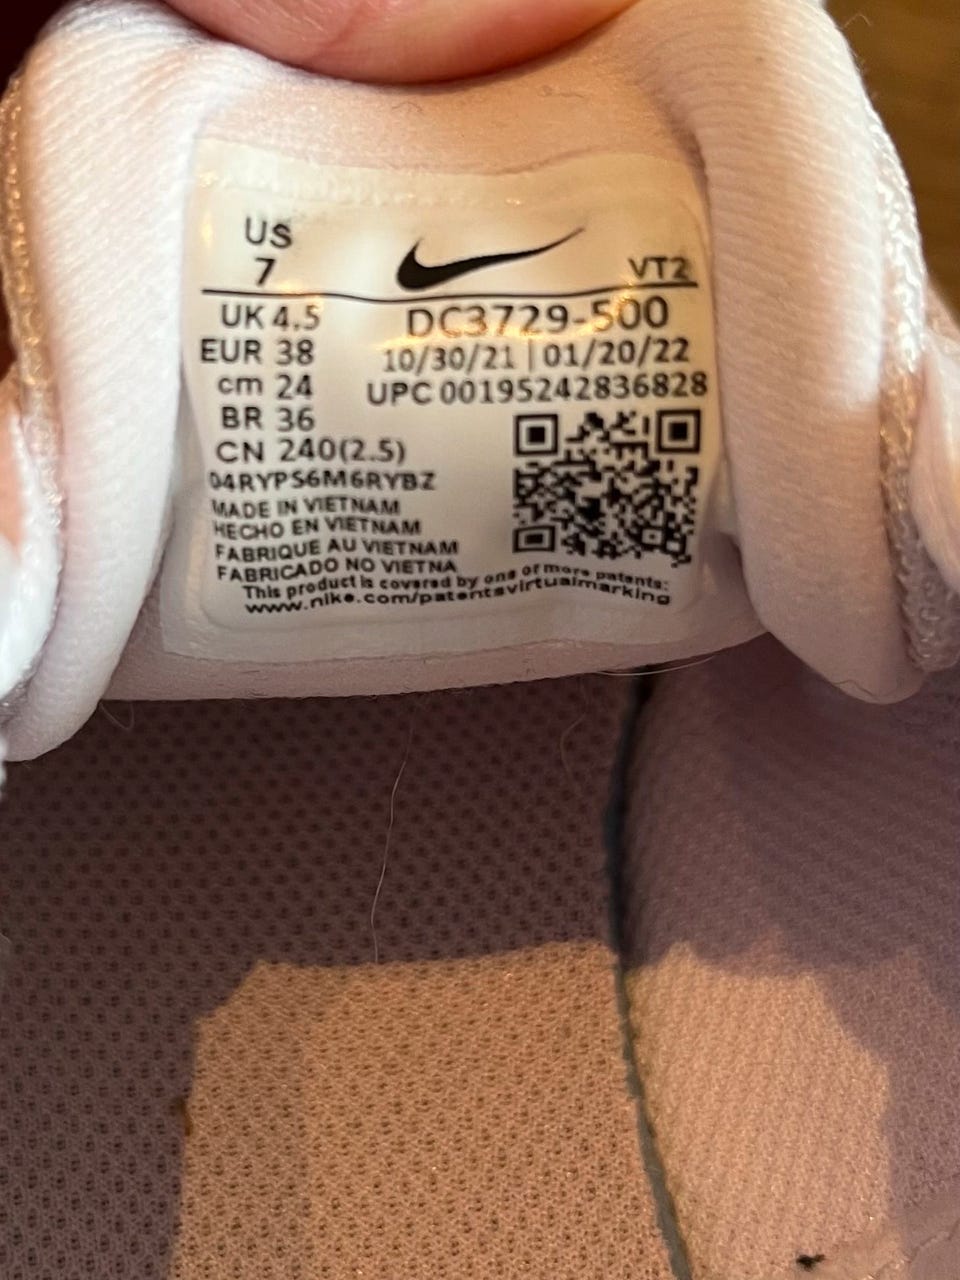 US
7
VT2
UK 4.5
DC3729-500
EUR 38
10/30/21 | 01/20/22
cm 24
UPC 00195242836828
BR 36
CN 240(2.5)
04RYPS6M6RYBZ
MADE IN VIETNAM
HECHO EN VIETNAM
FABRIQUE AU VIETNAM
FABRICADO NO VIETNA
This product is covered by one of more patents:
www.nike.com/patentsvirtualmarking